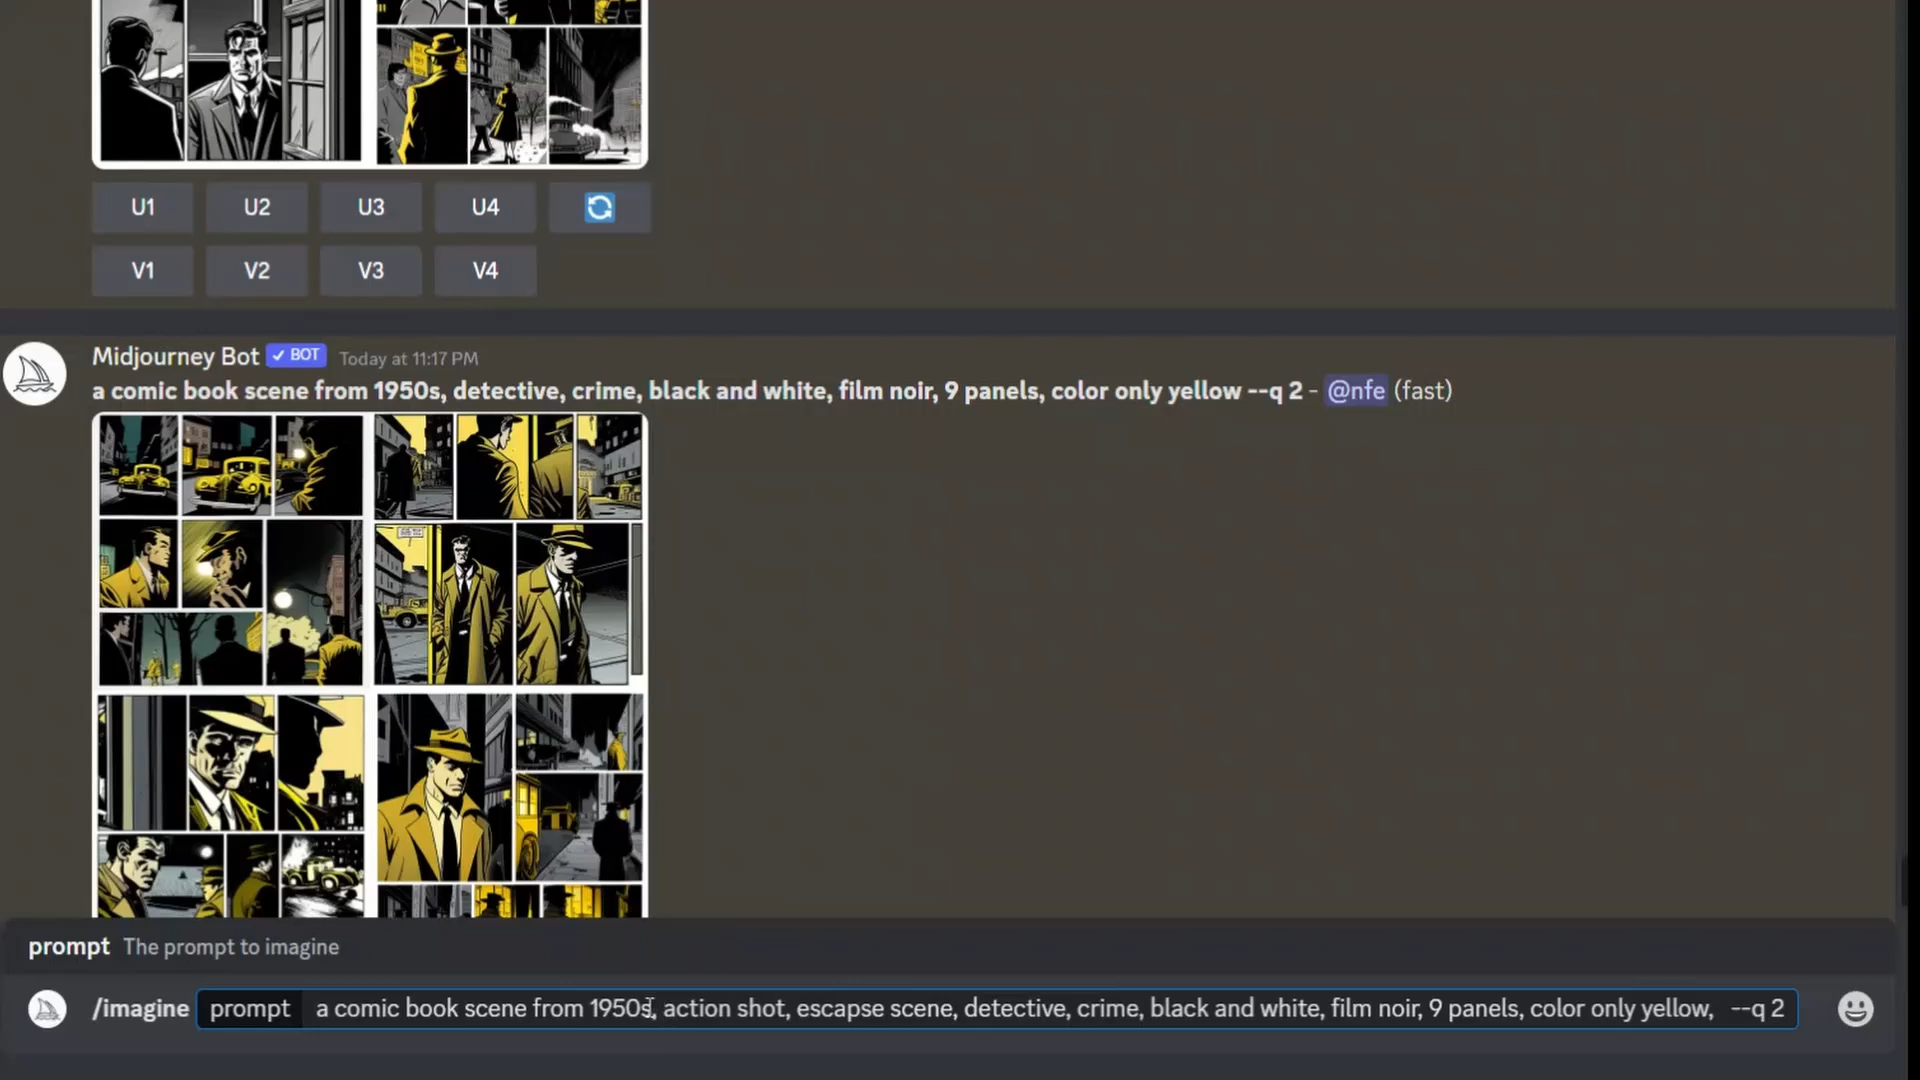 U1 U2 U3 U4
V1 V2 V3 V4
Midjourney Bot ✓ BOT Today at 11:17 PM
a comic book scene from 1950s, detective, crime, black and white, film noir, 9 panels, color only yellow --q 2 - @nfe (fast)
prompt The prompt to imagine
/imagine prompt a comic book scene from 1950s, action shot, escapse scene, detective, crime, black and white, film noir, 9 panels, color only yellow, --q 2